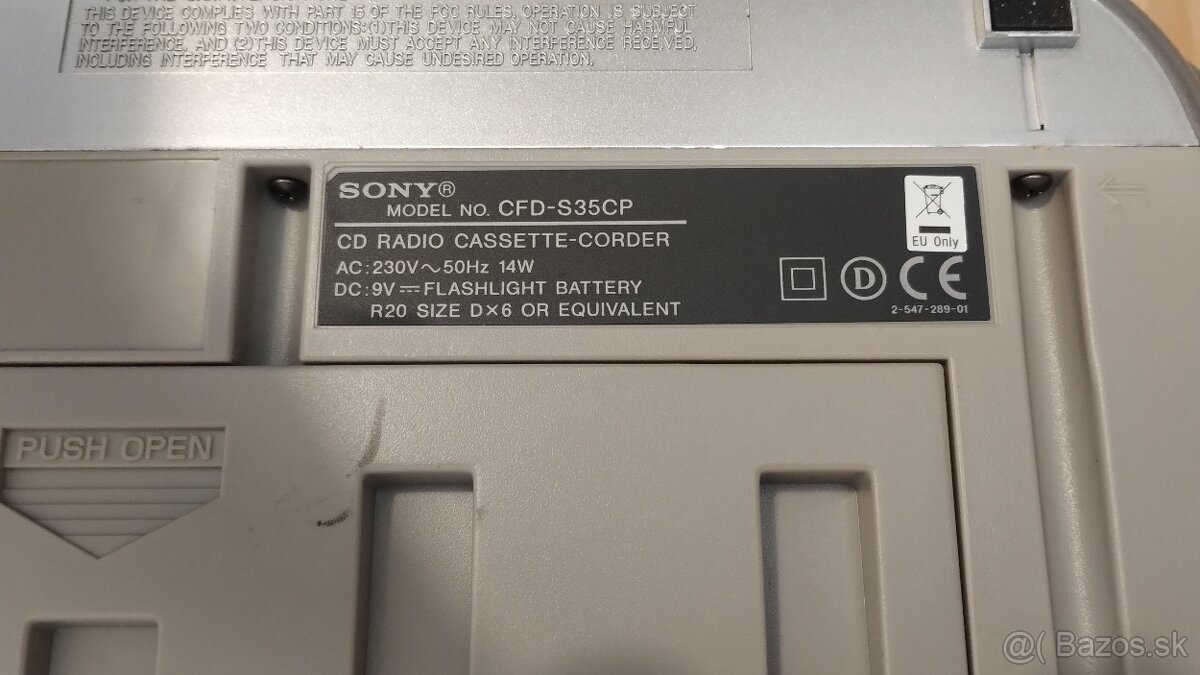 THIS DEVICE COMPLIES WITH PART 15 OF THE FCC RULES, OPERATION IS SUBJECT
TO THE FOLLOWING TWO CONDITIONS:(1)THIS DEVICE MAY NOT CAUSE HARMFUL
INTERFERENCE, AND (2)THIS DEVICE MUST ACCEPT ANY INTERFERENCE RECEIVED,
INCLUDING INTERFERENCE THAT MAY CAUSE UNDESIRED OPERATION.
SONY®
MODEL NO. CFD-S35CP
CD RADIO CASSETTE-CORDER
AC:230V～50Hz 14W
DC:9V⎓FLASHLIGHT BATTERY
R20 SIZE D×6 OR EQUIVALENT
EU Only
D CE
2-547-289-01
PUSH OPEN
@( Bazos.sk